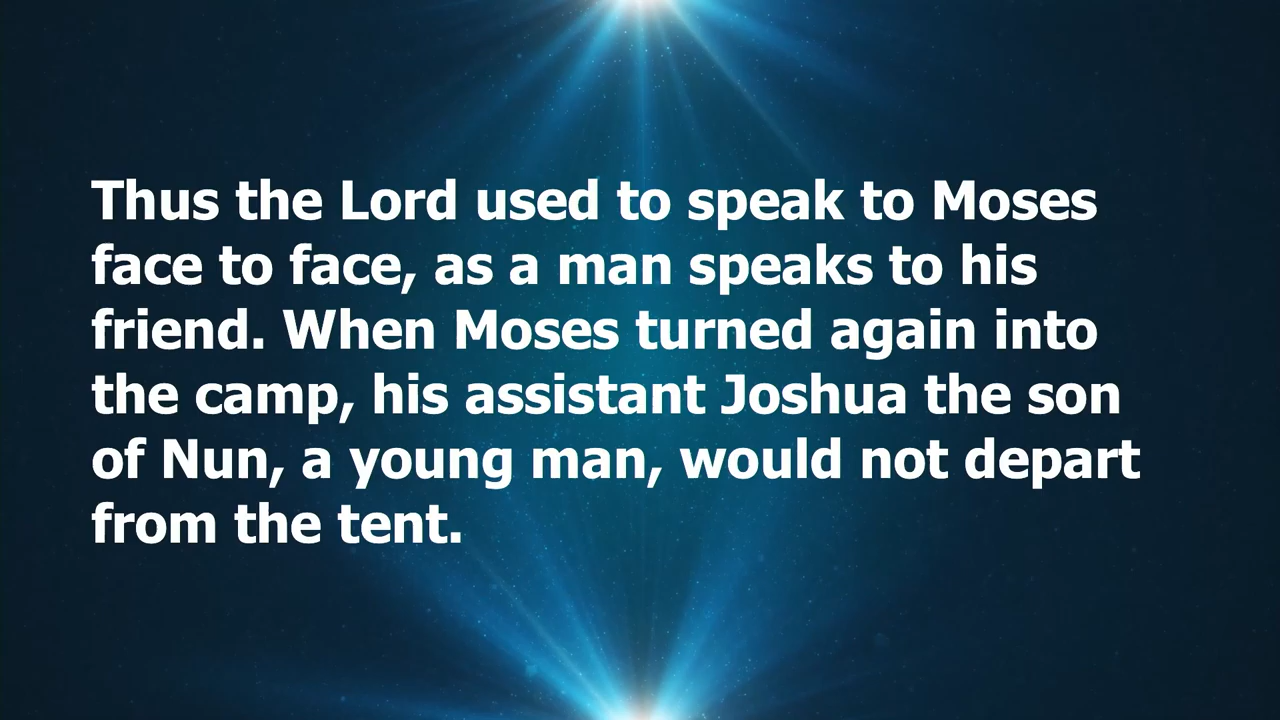 Thus the Lord used to speak to Moses
face to face, as a man speaks to his
friend. When Moses turned again into
the camp, his assistant Joshua the son
of Nun, a young man, would not depart
from the tent.